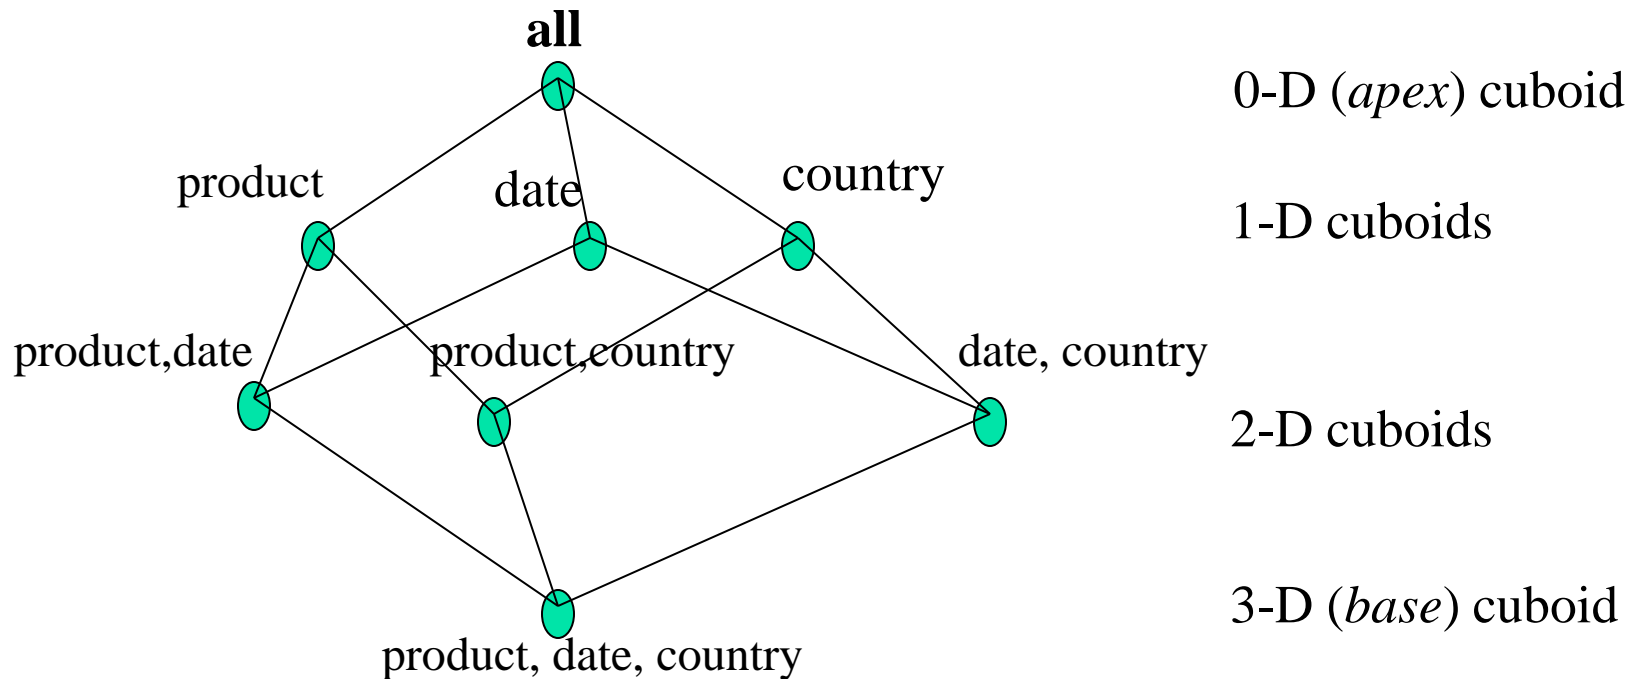 all
0-D (apex) cuboid
product
date
country
1-D cuboids
product,date
product,country
date, country
2-D cuboids
3-D (base) cuboid
product, date, country